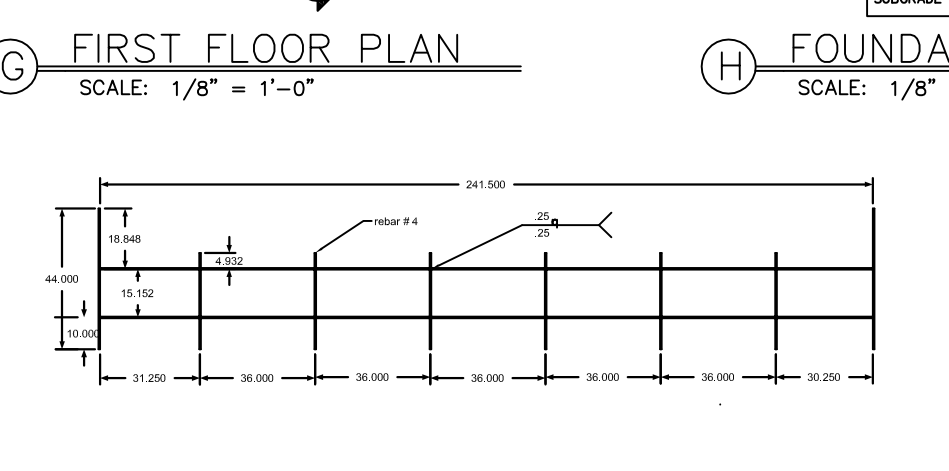 SUBGRADE
G FIRST FLOOR PLAN
SCALE: 1/8" = 1'-0"
H FOUNDA
SCALE: 1/8"
241.500
18.848
rebar # 4
.25
.25
4.932
44.000
15.152
10.000
31.250 36.000 36.000 36.000 36.000 36.000 30.250